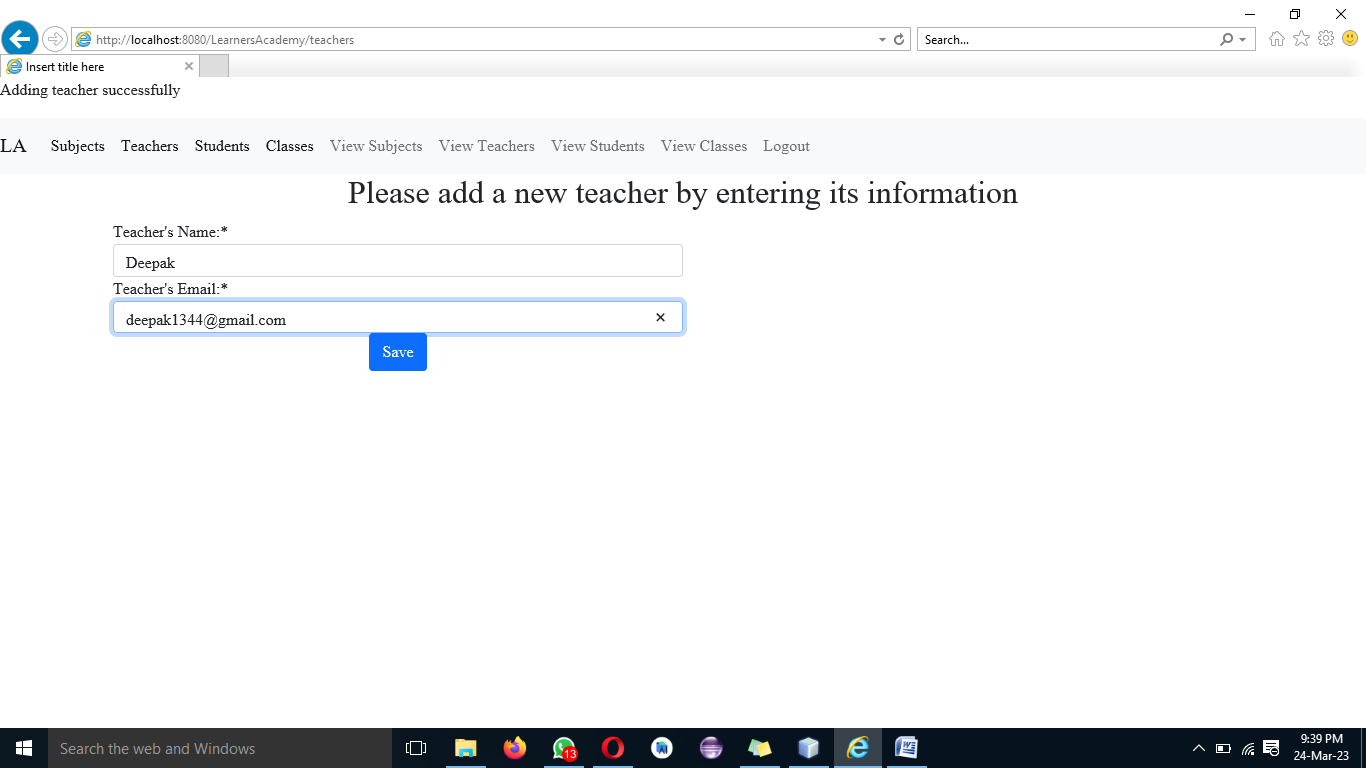 http://localhost:8080/LearnersAcademy/teachers
Search...
Insert title here
Adding teacher successfully
LA Subjects Teachers Students Classes View Subjects View Teachers View Students View Classes Logout
Please add a new teacher by entering its information
Teacher's Name:*
Deepak
Teacher's Email:*
deepak1344@gmail.com
Save
Search the web and Windows
13
9:39 PM
24-Mar-23